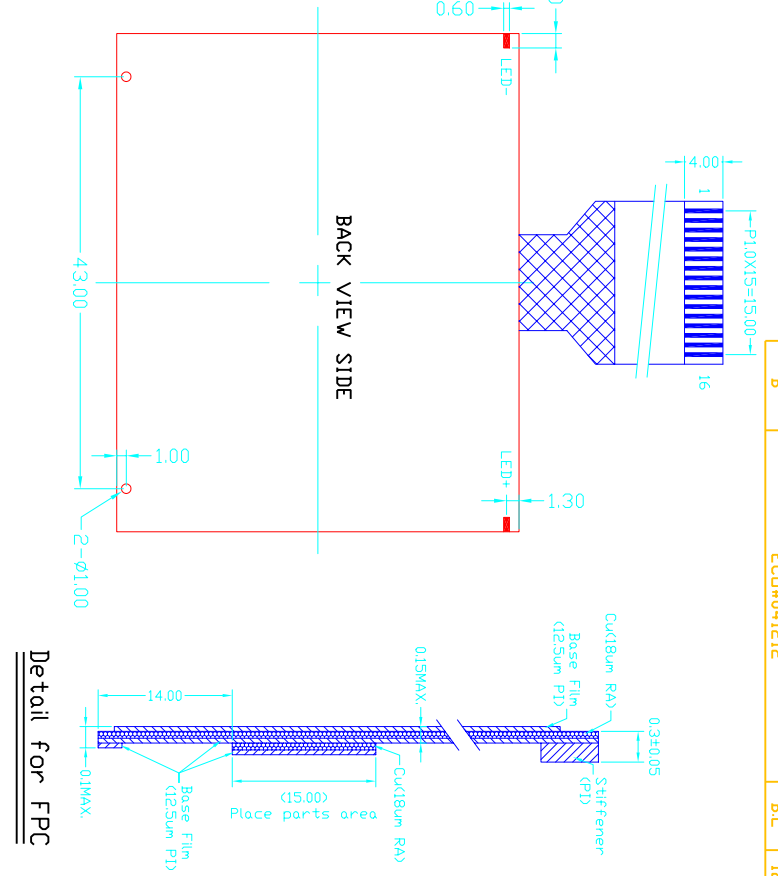 0.60
LED-
4.00
1
P1.0X15=15.00
16
BACK VIEW SIDE
43.00
1.00
LED+
1.30
2-Ø1.00
Cu(18um RA)
Base Film
(12.5um PI)
0.15MAX.
0.3±0.05
14.00
Stiffener
(PI)
Cu(18um RA)
(15.00)
Place parts area
0.1MAX.
Base Film
(12.5um PI)
Detail for FPC